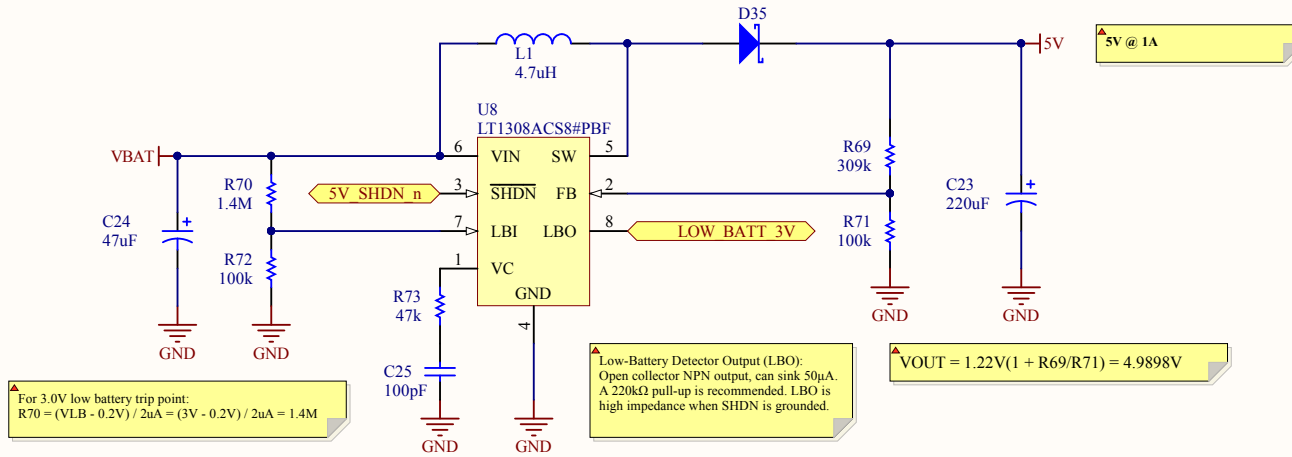 D35
5V
5V @ 1A
L1
4.7uH
U8
LT1308ACS8#PBF
VBAT
6
VIN
SW
5
R70
1.4M
5V_SHDN_n
3
SHDN
FB
2
R69
309k
C24
47uF
7
LBI
LBO
8
LOW_BATT_3V
R71
100k
C23
220uF
R72
100k
1
VC
GND
4
R73
47k
C25
100pF
GND
GND
GND
GND
GND
GND
For 3.0V low battery trip point:
R70 = (VLB - 0.2V) / 2uA = (3V - 0.2V) / 2uA = 1.4M
Low-Battery Detector Output (LBO):
Open collector NPN output, can sink 50µA.
A 220kΩ pull-up is recommended. LBO is
high impedance when SHDN is grounded.
VOUT = 1.22V(1 + R69/R71) = 4.9898V